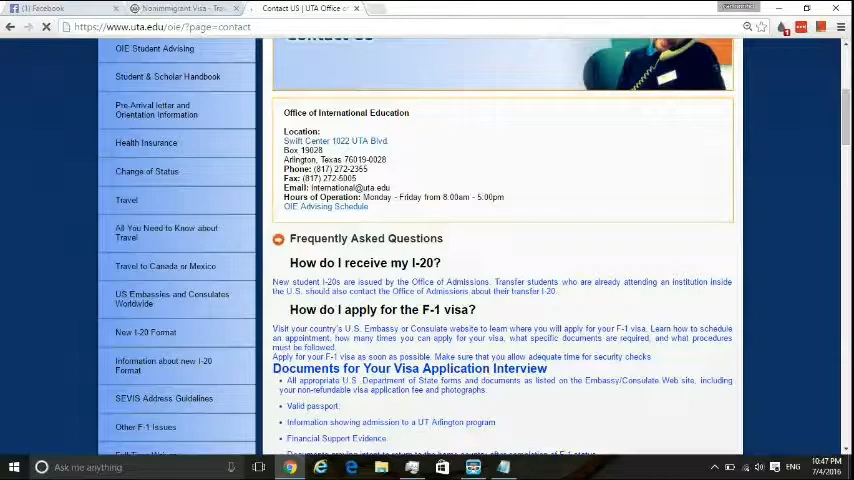 (1) Facebook
Nonimmigrant Visa - Tra
Contact US | UTA Office o
https://www.uta.edu/oie/?page=contact
OIE Student Advising
Student & Scholar Handbook
Pre-Arrival letter and
Orientation Information
Health Insurance
Change of Status
Travel
All You Need to Know about
Travel
Travel to Canada or Mexico
US Embassies and Consulates
Worldwide
New I-20 Format
Information about new I-20
Format
SEVIS Address Guidelines
Other F-1 Issues
Contact US
Office of International Education
Location:
Swift Center 1022 UTA Blvd.
Box 19028
Arlington, Texas 76019-0028
Phone: (817) 272-2355
Fax: (817) 272-5005
Email: international@uta.edu
Hours of Operation: Monday - Friday from 8:00am - 5:00pm
OIE Advising Schedule
Frequently Asked Questions
How do I receive my I-20?
New student I-20s are issued by the Office of Admissions. Transfer students who are already attending an institution inside
the U.S. should also contact the Office of Admissions about their transfer I-20.
How do I apply for the F-1 visa?
Visit your country's U.S. Embassy or Consulate website to learn where you will apply for your F-1 visa. Learn how to schedule
an appointment, how many times you can apply for your visa, what specific documents are required, and what procedures
must be followed.
Apply for your F-1 visa as soon as possible. Make sure that you allow adequate time for security checks
Documents for Your Visa Application Interview
• All appropriate U.S. Department of State forms and documents as listed on the Embassy/Consulate Web site, including
your non-refundable visa application fee and photographs.
• Valid passport.
• Information showing admission to a UT Arlington program
• Financial Support Evidence.
Ask me anything
ENG
10:47 PM
7/4/2016